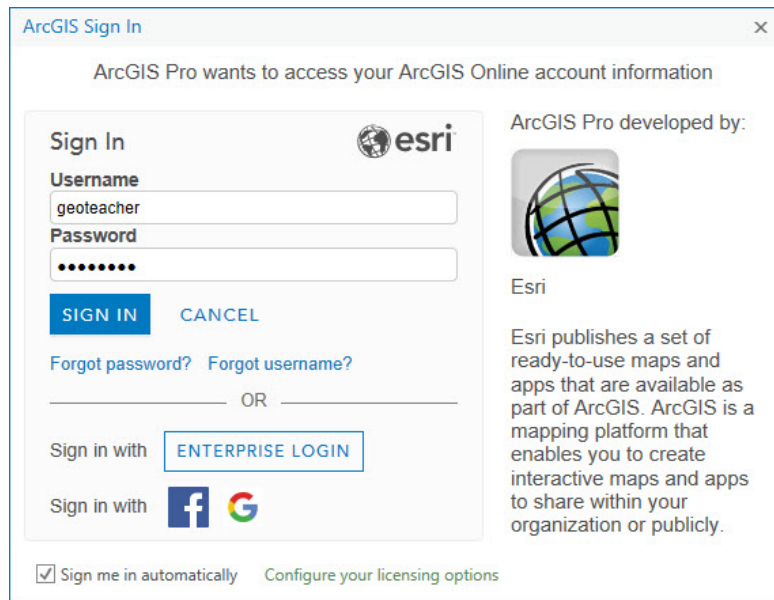 ArcGIS Sign In
ArcGIS Pro wants to access your ArcGIS Online account information
Sign In
esri
Username
geoteacher
Password
••••••••
SIGN IN
CANCEL
Forgot password?
Forgot username?
OR
Sign in with
ENTERPRISE LOGIN
Sign in with
ArcGIS Pro developed by:
Esri
Esri publishes a set of
ready-to-use maps and
apps that are available as
part of ArcGIS. ArcGIS is a
mapping platform that
enables you to create
interactive maps and apps
to share within your
organization or publicly.
Sign me in automatically
Configure your licensing options